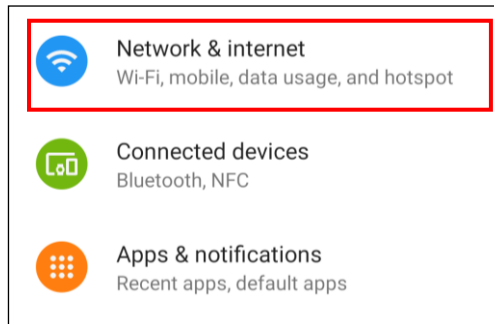 Network & internet
Wi-Fi, mobile, data usage, and hotspot
Connected devices
Bluetooth, NFC
Apps & notifications
Recent apps, default apps